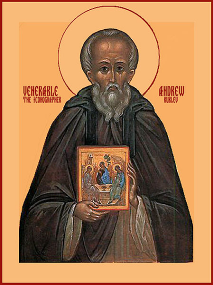 VENERABLE
THE ICONOGRAPHER
ANDREW
RUBLEV